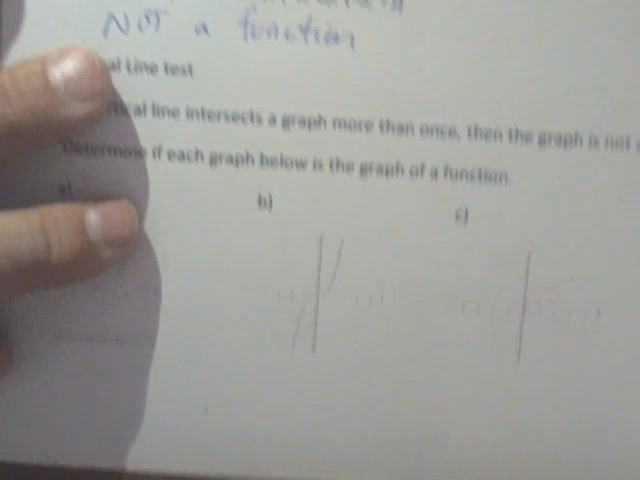 NOT a function
al Line test
tical line intersects a graph more than once, then the graph is not
Determine if each graph below is the graph of a function.
a) b) c)